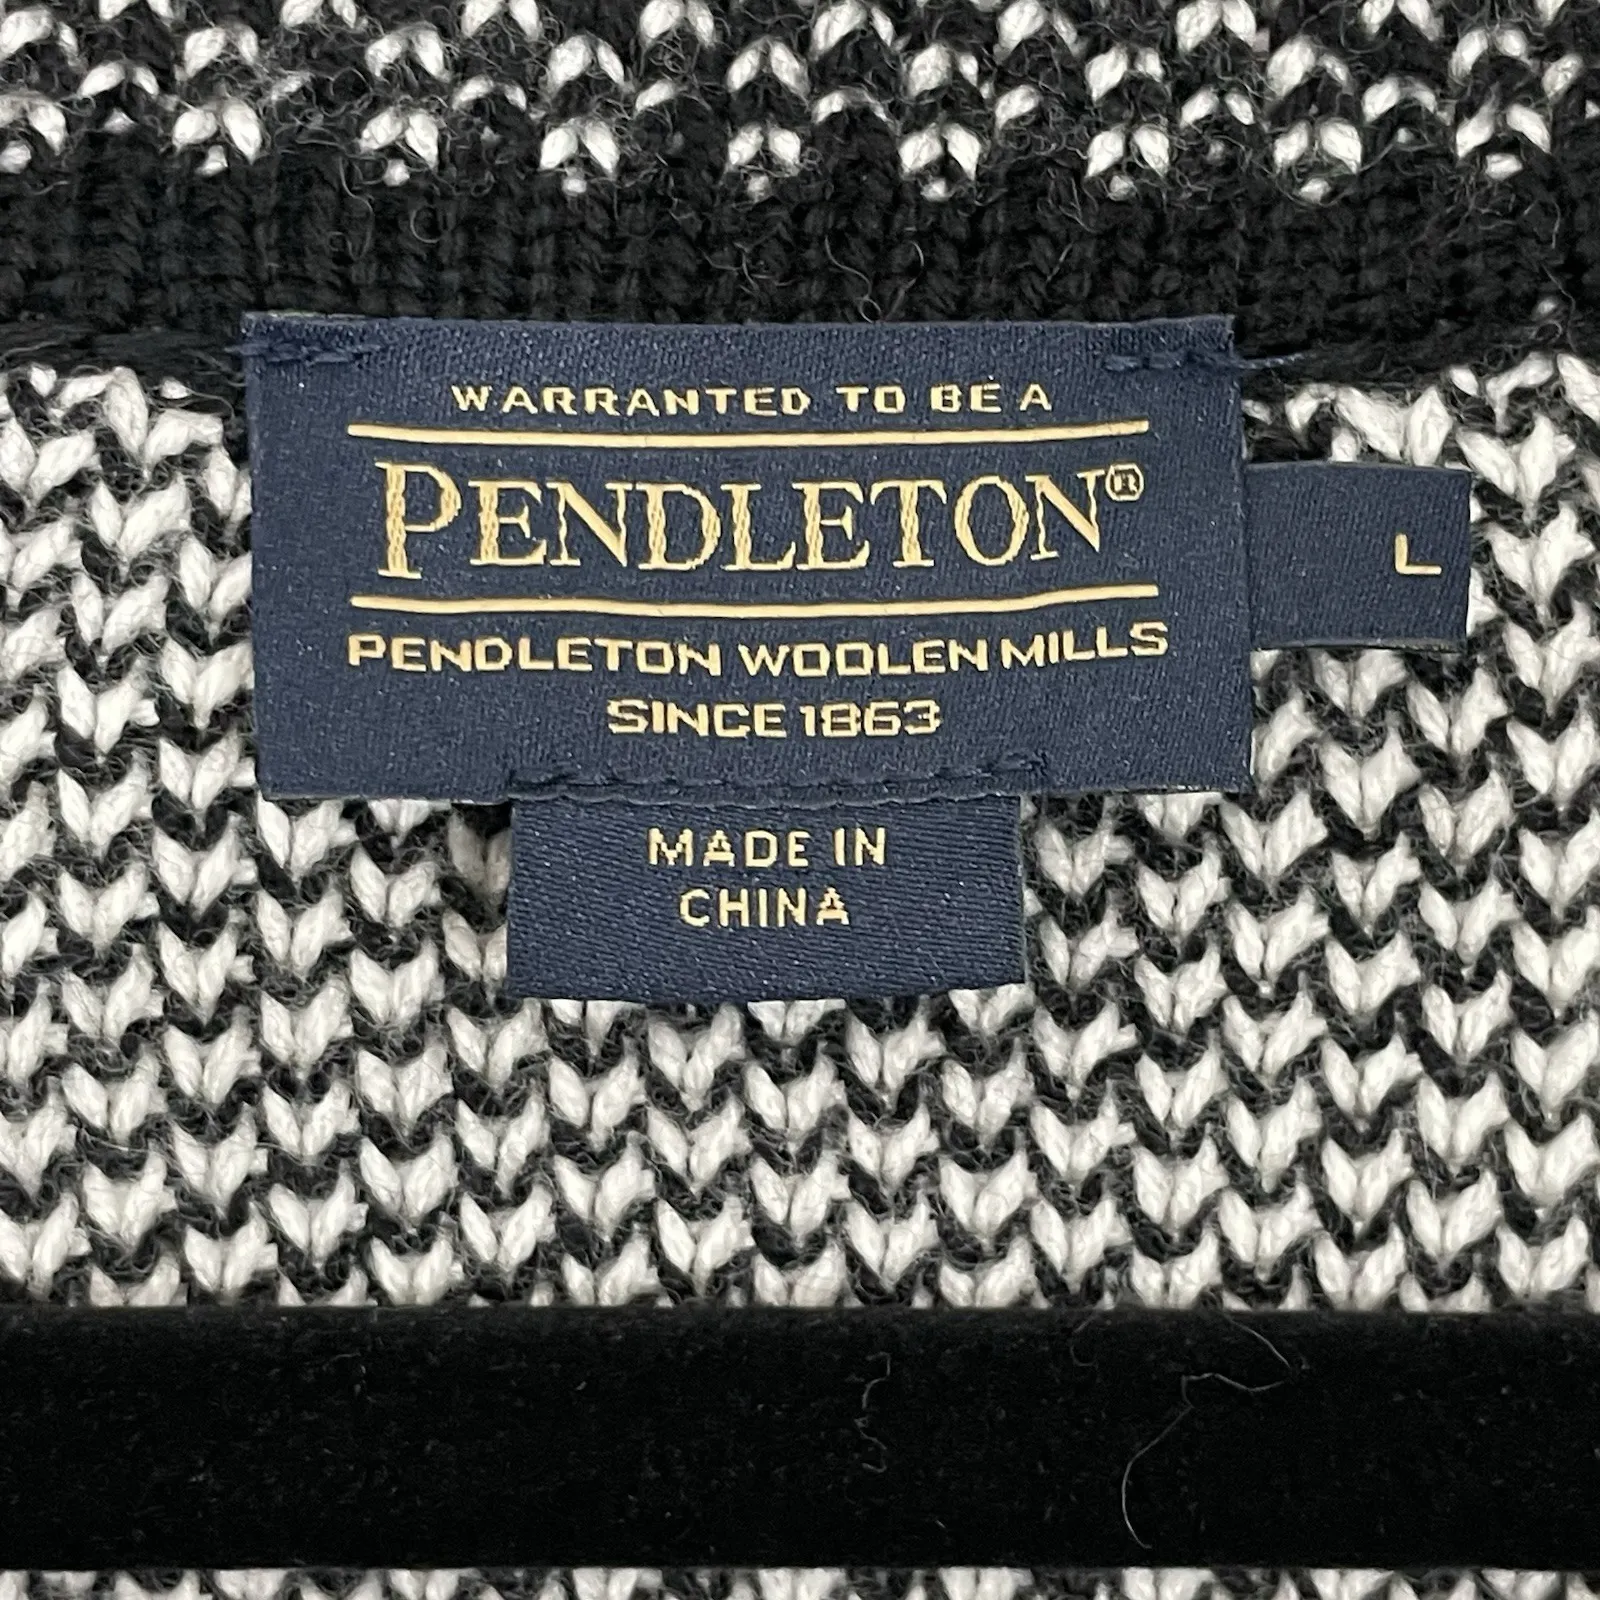 WARRANTED TO BE A
PENDLETON®
L
PENDLETON WOOLEN MILLS
SINCE 1863
MADE IN
CHINA